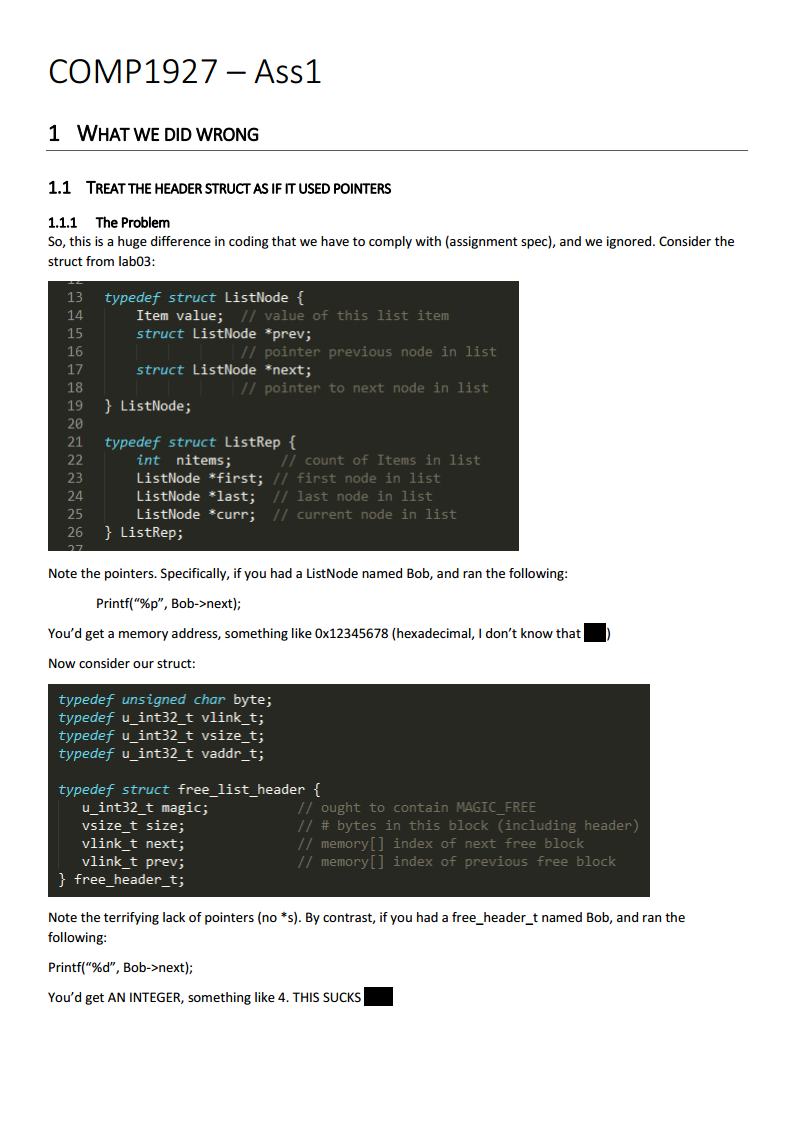 COMP1927 – Ass1
1 WHAT WE DID WRONG
1.1 TREAT THE HEADER STRUCT AS IF IT USED POINTERS
1.1.1 The Problem
So, this is a huge difference in coding that we have to comply with (assignment spec), and we ignored. Consider the
struct from lab03:
12
13 typedef struct ListNode {
14 Item value; // value of this list item
15 struct ListNode *prev;
16 // pointer previous node in list
17 struct ListNode *next;
18 // pointer to next node in list
19 } ListNode;
20
21 typedef struct ListRep {
22 int nitems; // count of Items in list
23 ListNode *first; // first node in list
24 ListNode *last; // last node in list
25 ListNode *curr; // current node in list
26 } ListRep;
27
Note the pointers. Specifically, if you had a ListNode named Bob, and ran the following:
Printf(“%p”, Bob->next);
You’d get a memory address, something like 0x12345678 (hexadecimal, I don’t know that )
Now consider our struct:
typedef unsigned char byte;
typedef u_int32_t vlink_t;
typedef u_int32_t vsize_t;
typedef u_int32_t vaddr_t;
typedef struct free_list_header {
u_int32_t magic; // ought to contain MAGIC_FREE
vsize_t size; // # bytes in this block (including header)
vlink_t next; // memory[] index of next free block
vlink_t prev; // memory[] index of previous free block
} free_header_t;
Note the terrifying lack of pointers (no *s). By contrast, if you had a free_header_t named Bob, and ran the
following:
Printf(“%d”, Bob->next);
You’d get AN INTEGER, something like 4. THIS SUCKS